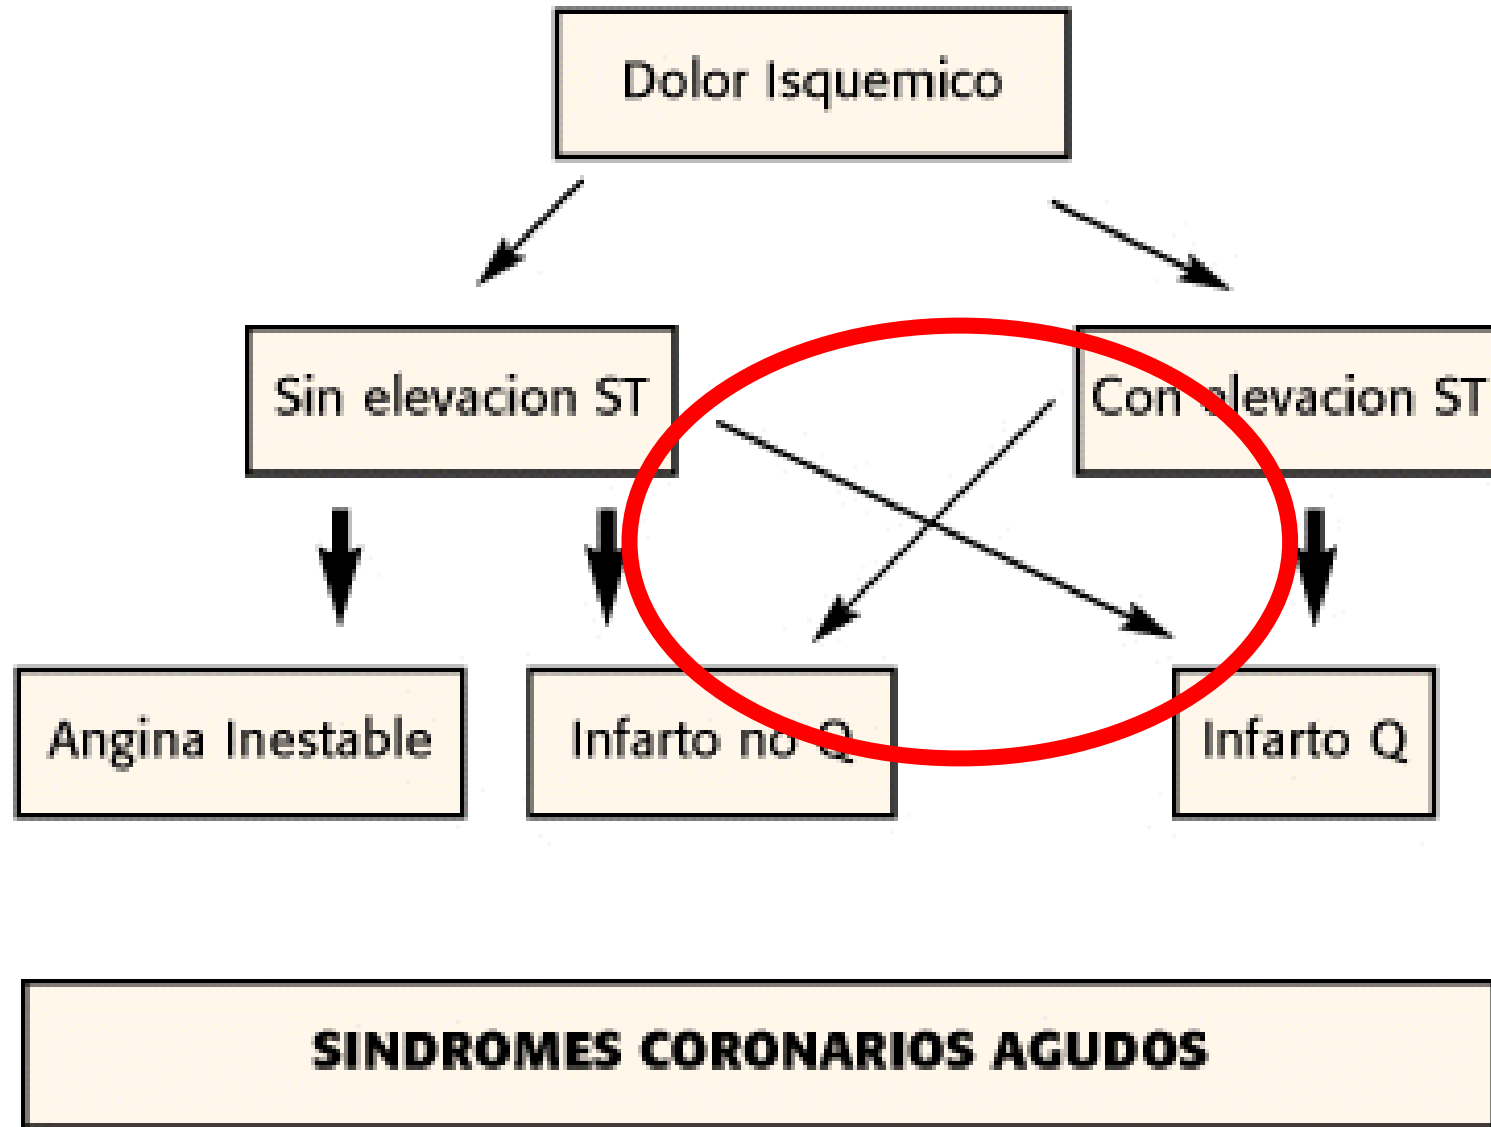 Dolor Isquemico
Sin elevacion ST
Con elevacion ST
Angina Inestable
Infarto no Q
Infarto Q
SINDROMES CORONARIOS AGUDOS